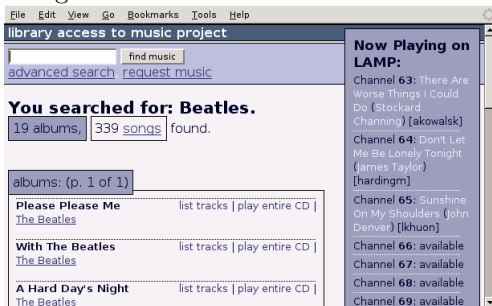 File Edit View Go Bookmarks Tools Help
library access to music project
find music
advanced search request music
You searched for: Beatles.
19 albums, 339 songs found.
albums: (p. 1 of 1)
Please Please Me list tracks | play entire CD |
The Beatles
With The Beatles list tracks | play entire CD |
The Beatles
A Hard Day's Night list tracks | play entire CD |
The Beatles
Now Playing on
LAMP:
Channel 63: There Are
Worse Things I Could
Do (Stockard
Channing) [akowalsk]
Channel 64: Don't Let
Me Be Lonely Tonight
(James Taylor)
[hardingm]
Channel 65: Sunshine
On My Shoulders (John
Denver) [lkhuon]
Channel 66: available
Channel 67: available
Channel 68: available
Channel 69: available